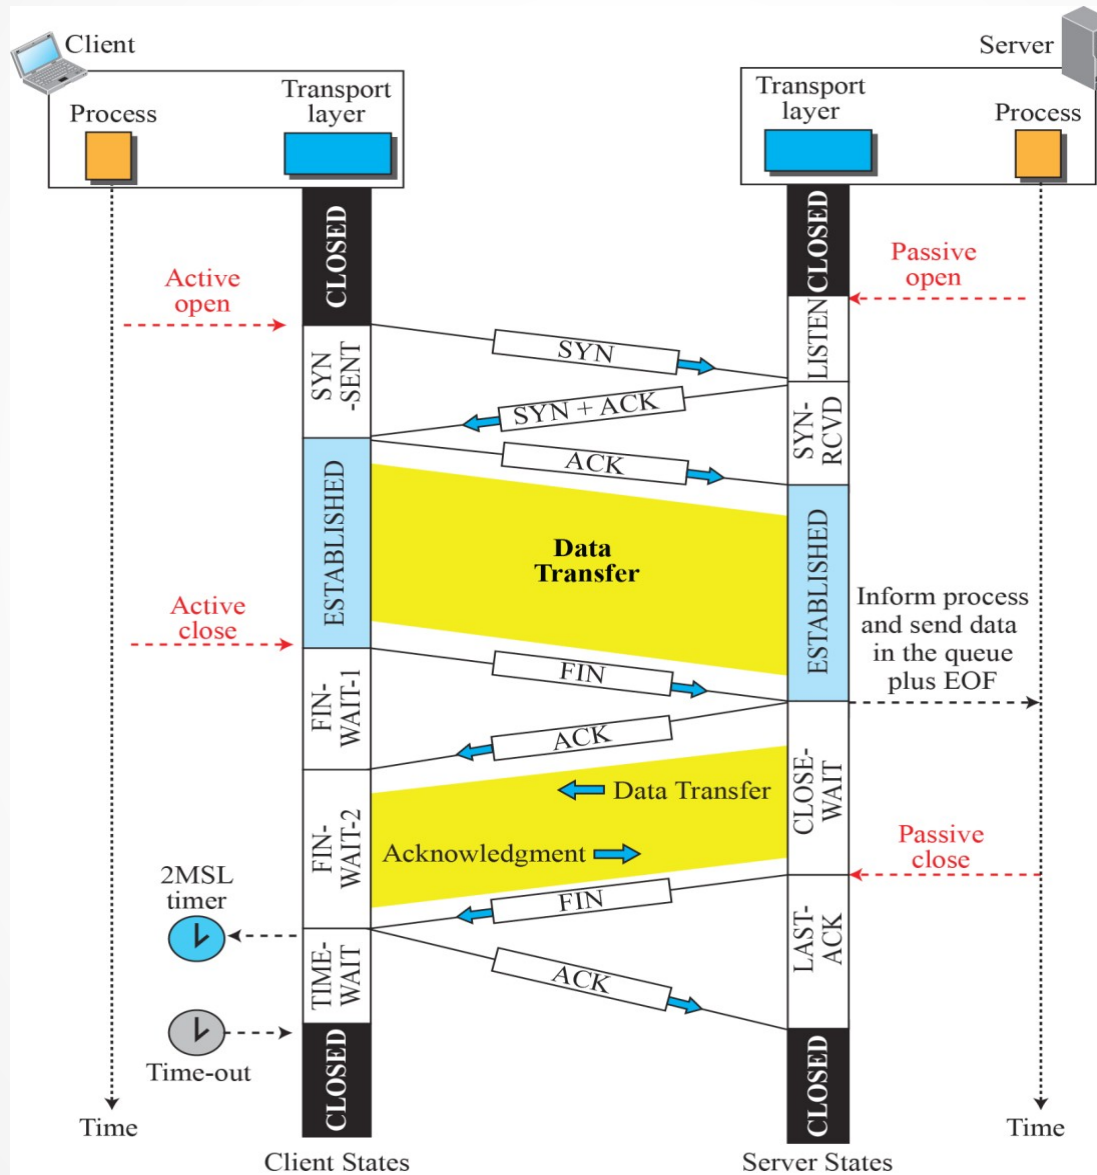 Client
Server
Process
Transport
layer
Transport
layer
Process
CLOSED
CLOSED
Active
open
Passive
open
SYN
LISTEN
SYN
-SENT
SYN + ACK
SYN-
RCVD
ACK
ESTABLISHED
Data
Transfer
ESTABLISHED
Active
close
Inform process
and send data
in the queue
plus EOF
FIN
FIN-
WAIT-1
ACK
CLOSE-
WAIT
Data Transfer
FIN-
WAIT-2
Acknowledgment
Passive
close
2MSL
timer
FIN
LAST-
ACK
TIME-
WAIT
ACK
Time-out
CLOSED
CLOSED
Time
Time
Client States
Server States